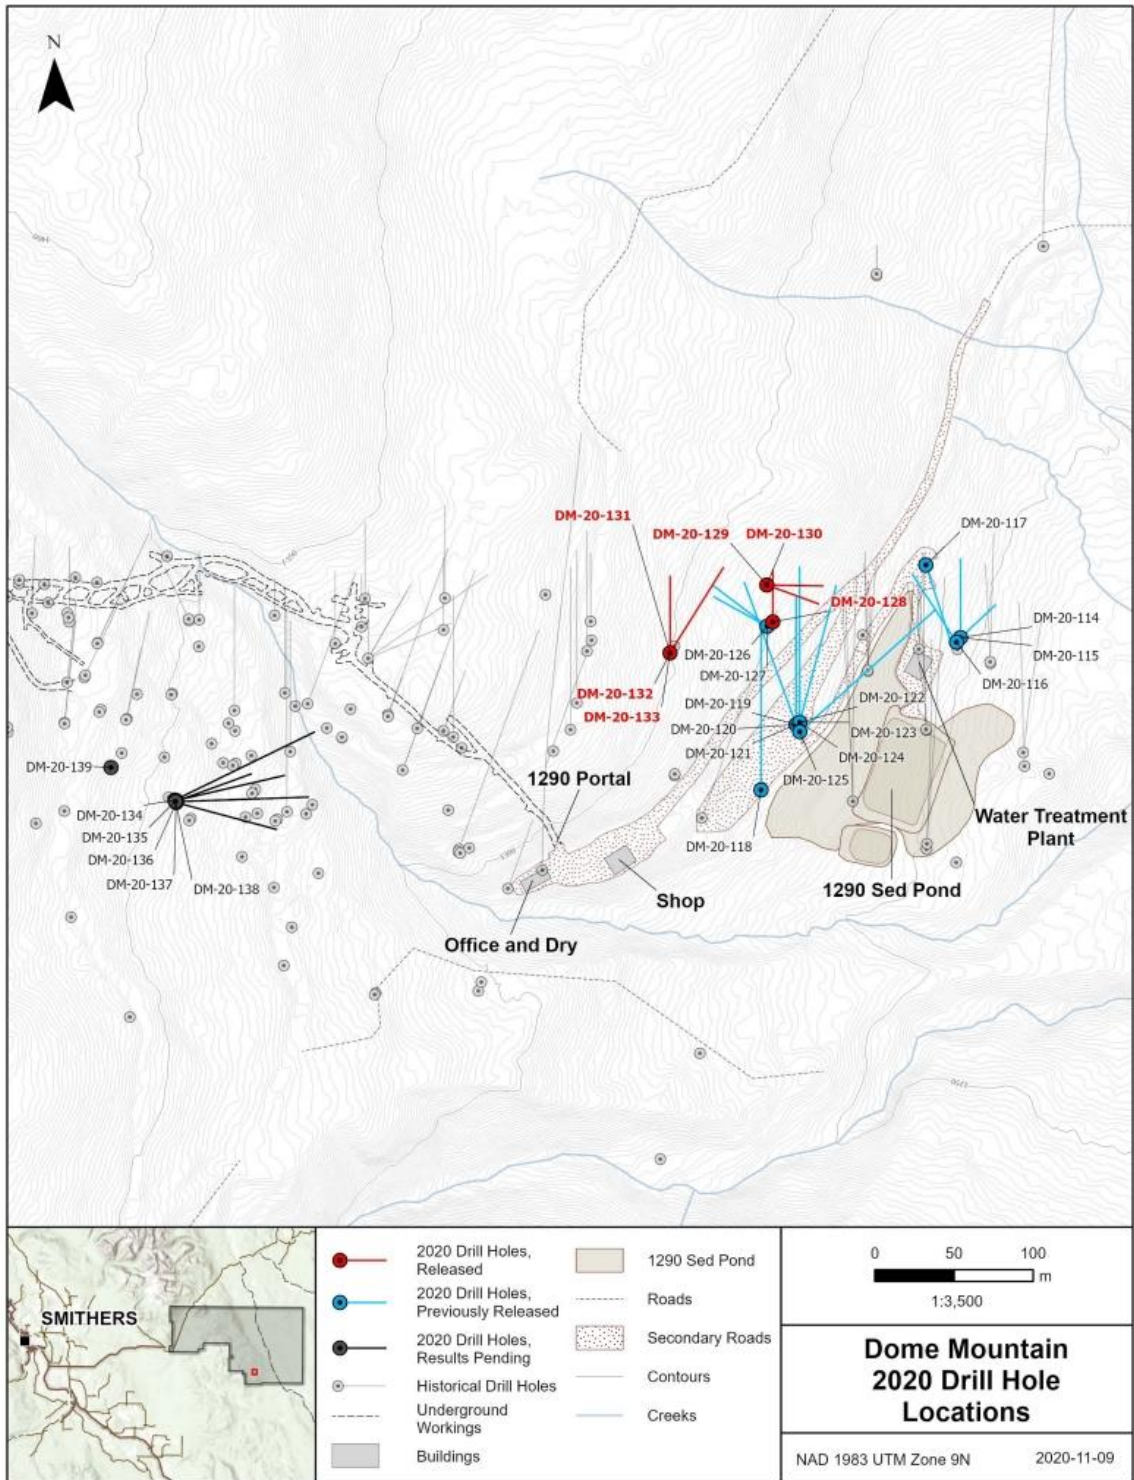 N
1400
1350
DM-20-117
DM-20-131
DM-20-129
DM-20-130
DM-20-128
DM-20-114
DM-20-126
DM-20-115
DM-20-127
DM-20-116
DM-20-132
DM-20-122
DM-20-119
DM-20-133
DM-20-120
DM-20-123
DM-20-121
DM-20-124
DM-20-139
DM-20-125
1290 Portal
DM-20-134
Water Treatment
Plant
DM-20-135
DM-20-118
DM-20-136
1300
DM-20-137
DM-20-138
1290 Sed Pond
Shop
Office and Dry
1250
SMITHERS
2020 Drill Holes,
Released
2020 Drill Holes,
Previously Released
2020 Drill Holes,
Results Pending
Historical Drill Holes
Underground
Workings
Buildings
1290 Sed Pond
Roads
Secondary Roads
Contours
Creeks
0 50 100
m
1:3,500
Dome Mountain
2020 Drill Hole
Locations
NAD 1983 UTM Zone 9N 2020-11-09